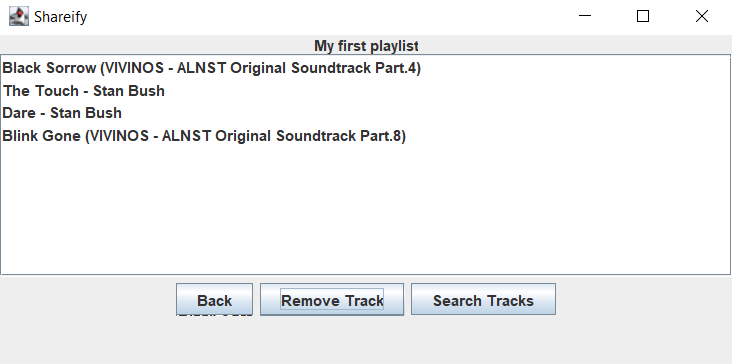 Shareify
My first playlist
Black Sorrow (VIVINOS - ALNST Original Soundtrack Part.4)
The Touch - Stan Bush
Dare - Stan Bush
Blink Gone (VIVINOS - ALNST Original Soundtrack Part.8)
Back Remove Track Search Tracks